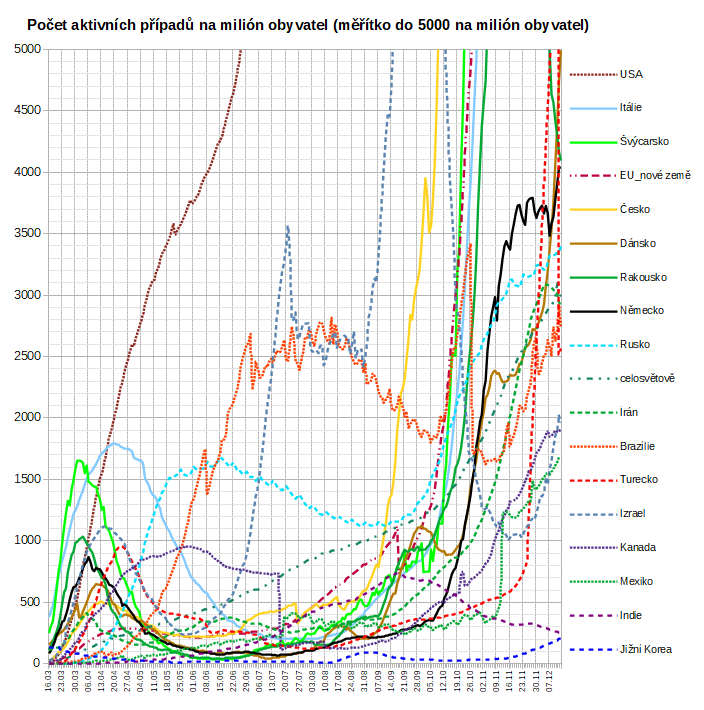 Počet aktivních případů na milión obyvatel (měřítko do 5000 na milión obyvatel)
5000
4500
4000
3500
3000
2500
2000
1500
1000
500
0
16.03
23.03
30.03
06.04
13.04
20.04
27.04
04.05
11.05
18.05
25.05
01.06
08.06
15.06
22.06
29.06
06.07
13.07
20.07
27.07
03.08
10.08
17.08
24.08
31.08
07.09
14.09
21.09
28.09
05.10
12.10
19.10
26.10
02.11
09.11
16.11
23.11
30.11
07.12
USA
Itálie
Švýcarsko
EU_nové země
Česko
Dánsko
Rakousko
Německo
Rusko
celosvětově
Irán
Brazílie
Turecko
Izrael
Kanada
Mexiko
Indie
Jižní Korea